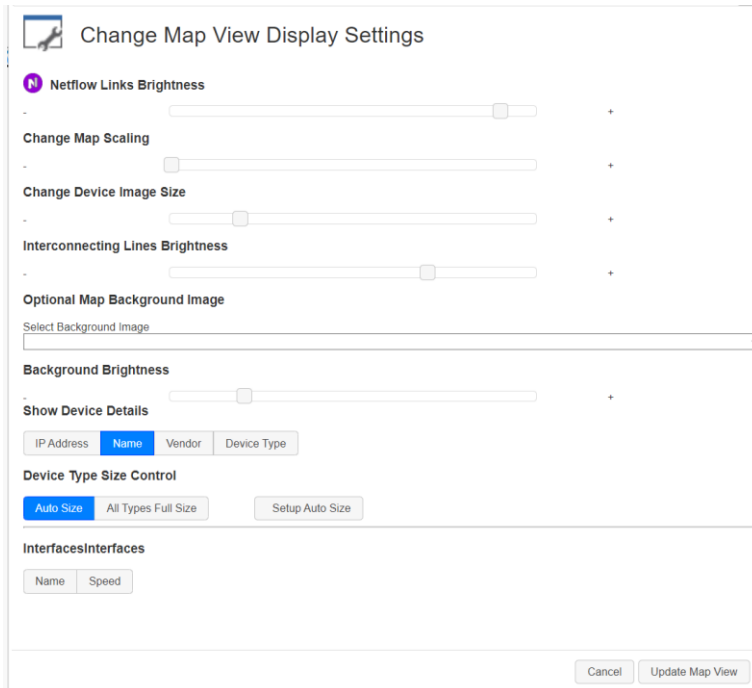 Change Map View Display Settings
N Netflow Links Brightness
- +
Change Map Scaling
- +
Change Device Image Size
- +
Interconnecting Lines Brightness
- +
Optional Map Background Image
Select Background Image
Background Brightness
- +
Show Device Details
IP Address Name Vendor Device Type
Device Type Size Control
Auto Size All Types Full Size Setup Auto Size
InterfacesInterfaces
Name Speed
Cancel Update Map View